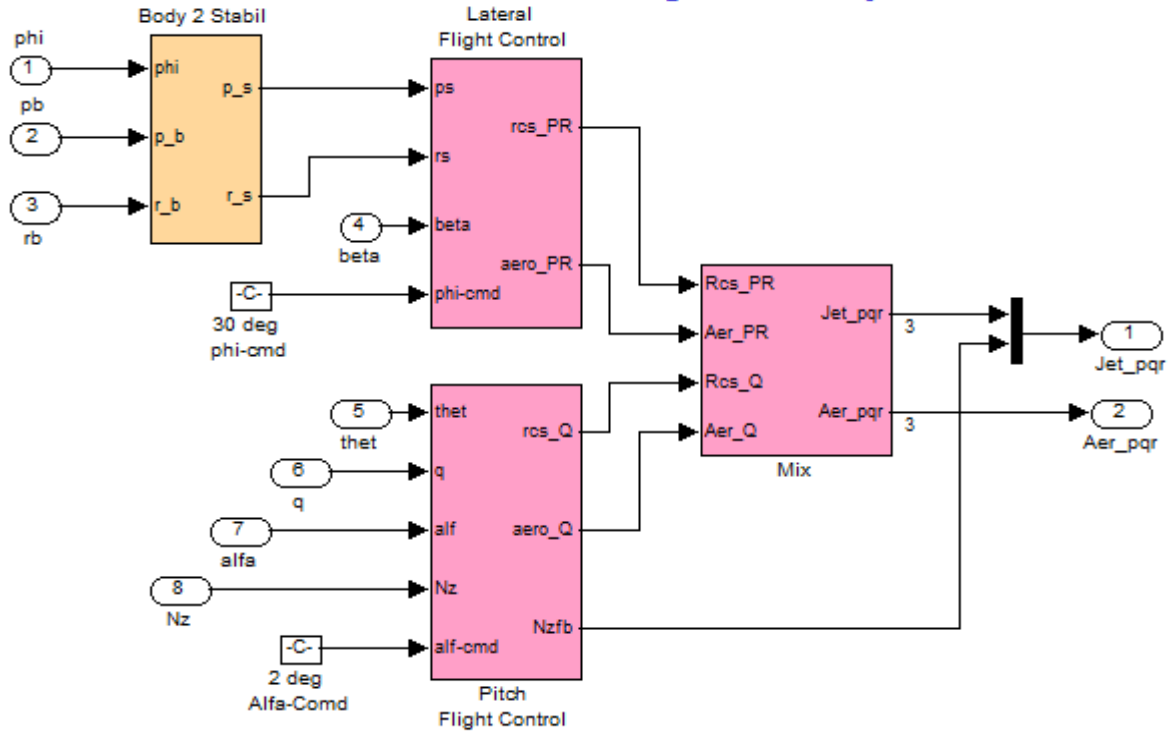 Body 2 Stabil
phi
1
pb
2
3
rb
phi
p_b
r_b
p_s
r_s
Lateral
Flight Control
ps
rs
beta
phi-cmd
rcs_PR
aero_PR
4
beta
-C-
30 deg
phi-cmd
Rcs_PR
Aer_PR
Rcs_Q
Aer_Q
Jet_pqr
Aer_pqr
Mix
3
3
1
Jet_pqr
2
Aer_pqr
5
thet
6
q
7
alfa
8
Nz
-C-
2 deg
Alfa-Comd
thet
q
alf
Nz
alf-cmd
rcs_Q
aero_Q
Nzfb
Pitch
Flight Control